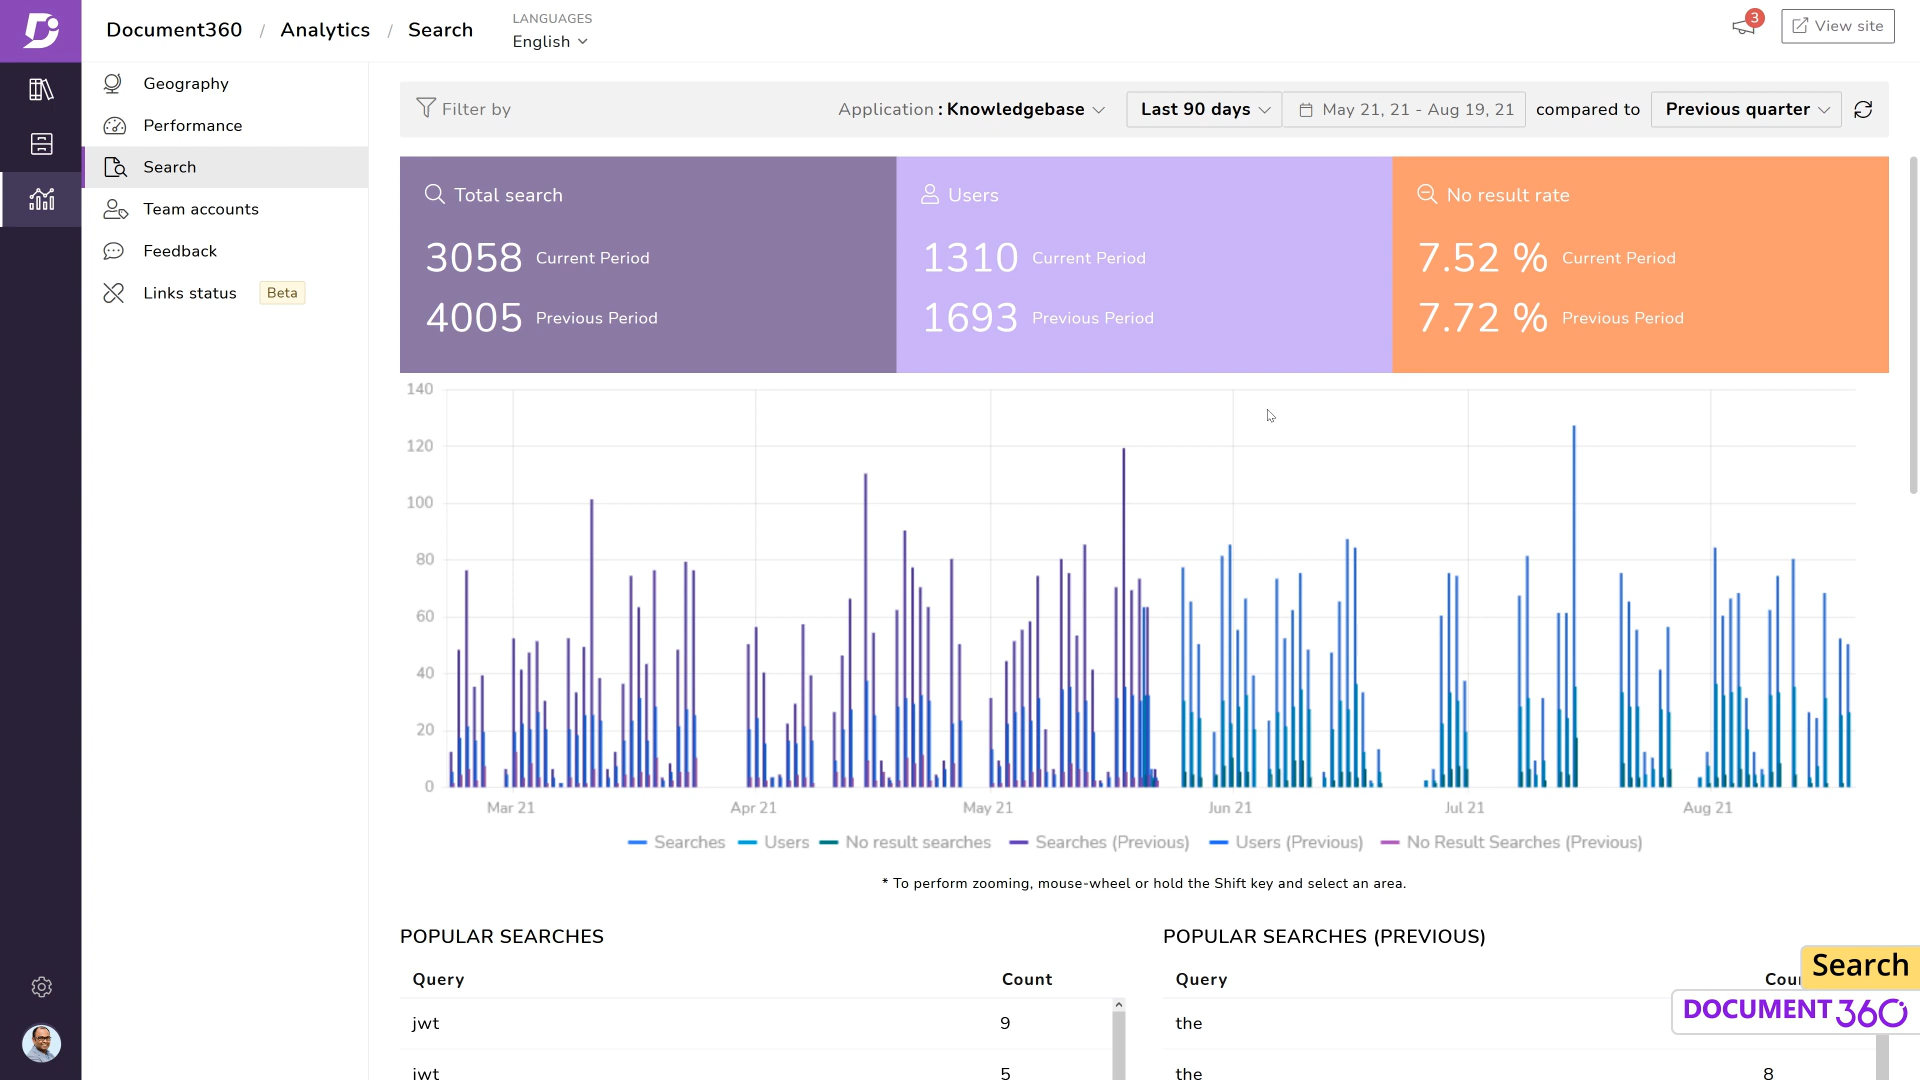 Document360 / Analytics / Search
LANGUAGES
English
3
View site
Geography
Performance
Search
Team accounts
Feedback
Links status Beta
Filter by
Application : Knowledgebase
Last 90 days
May 21, 21 - Aug 19, 21
compared to
Previous quarter
Total search
3058 Current Period
4005 Previous Period
Users
1310 Current Period
1693 Previous Period
No result rate
7.52 % Current Period
7.72 % Previous Period
140
120
100
80
60
40
20
0
Mar 21 Apr 21 May 21 Jun 21 Jul 21 Aug 21
Searches Users No result searches Searches (Previous) Users (Previous) No Result Searches (Previous)
* To perform zooming, mouse-wheel or hold the Shift key and select an area.
POPULAR SEARCHES
Query Count
jwt 9
jwt 5
POPULAR SEARCHES (PREVIOUS)
Query
the
the 8
Search
DOCUMENT360